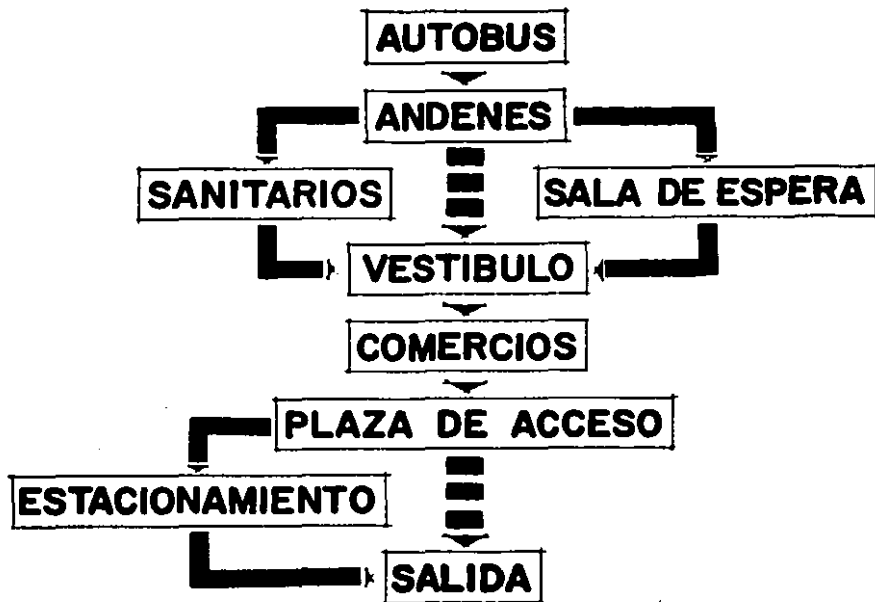 AUTOBUS
ANDENES
SANITARIOS
SALA DE ESPERA
VESTIBULO
COMERCIOS
PLAZA DE ACCESO
ESTACIONAMIENTO
SALIDA